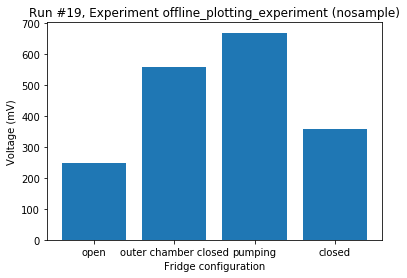 Run #19, Experiment offline_plotting_experiment (nosample)
700
600
500
400
300
200
100
0
Voltage (mV)
open outer chamber closed pumping closed
Fridge configuration